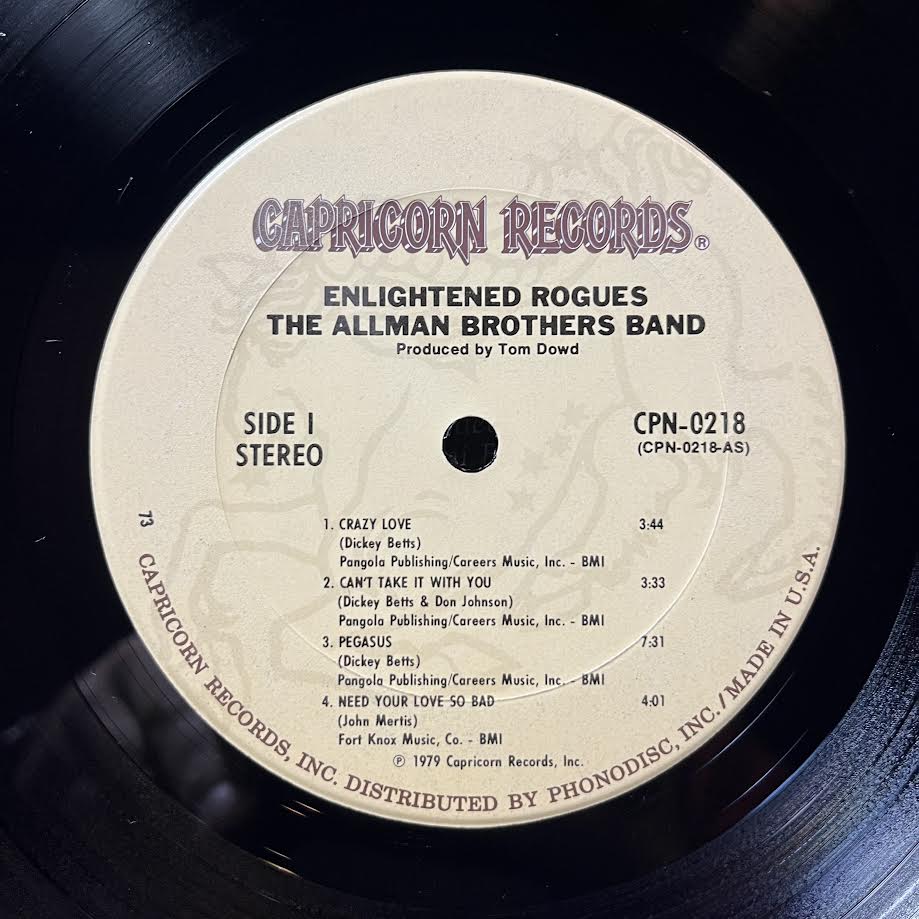 CAPRICORN RECORDS®
ENLIGHTENED ROGUES
THE ALLMAN BROTHERS BAND
Produced by Tom Dowd
SIDE 1
STEREO
CPN-0218
(CPN-0218-AS)
1. CRAZY LOVE 3:44
(Dickey Betts)
Pangola Publishing/Careers Music, Inc. - BMI
2. CAN'T TAKE IT WITH YOU 3:33
(Dickey Betts & Don Johnson)
Pangola Publishing/Careers Music, Inc. - BMI
3. PEGASUS 7:31
(Dickey Betts)
Pangola Publishing/Careers Music, Inc. - BMI
4. NEED YOUR LOVE SO BAD 4:01
(John Mertis)
Fort Knox Music, Co. - BMI
℗ 1979 Capricorn Records, Inc.
73
CAPRICORN RECORDS, INC. DISTRIBUTED BY PHONODISC, INC./MADE IN U.S.A.